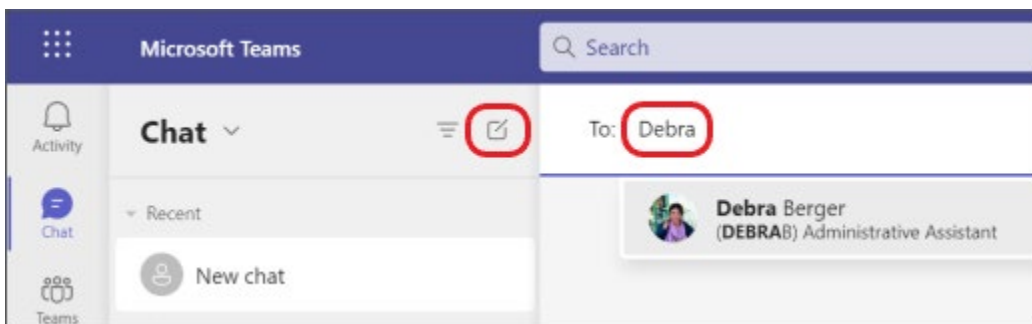 Microsoft Teams
Search
Activity
Chat
To: Debra
Chat
Recent
Debra Berger
(DEBRAB) Administrative Assistant
New chat
Teams